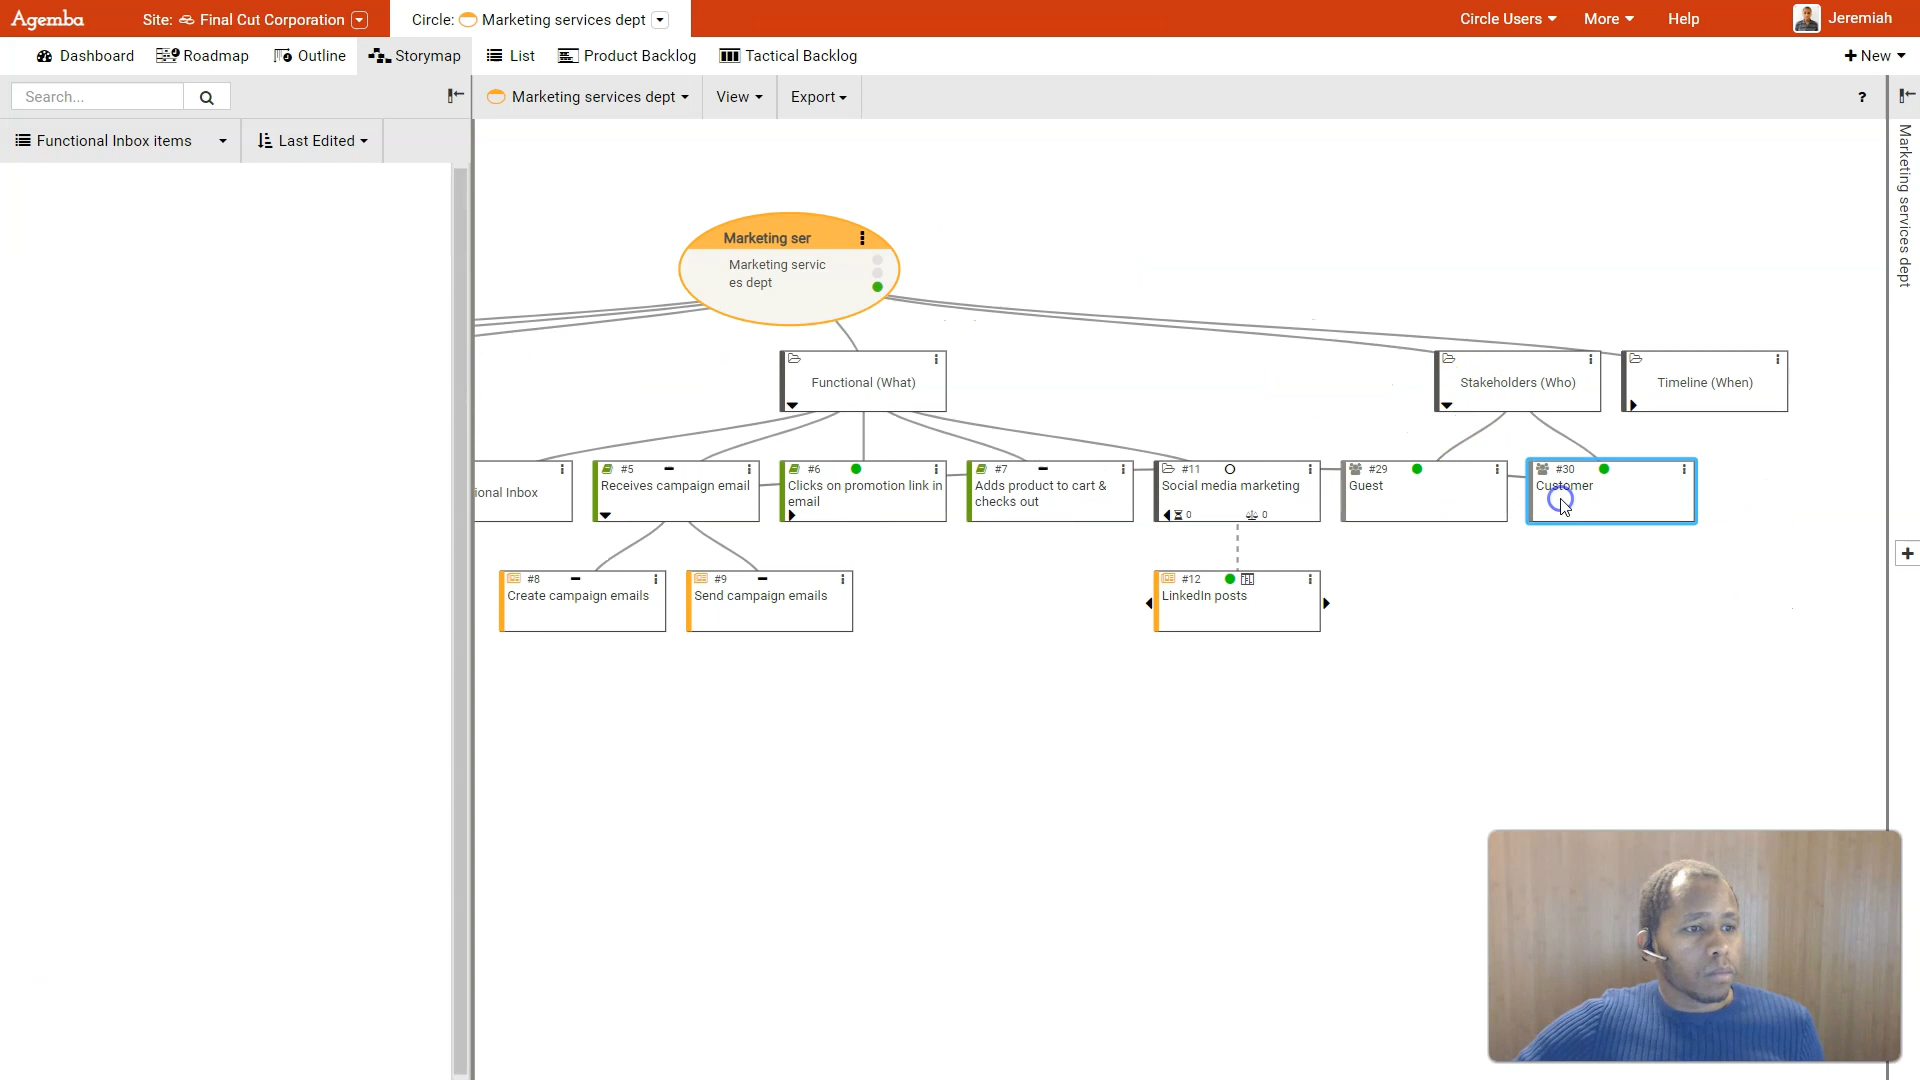 Agemba
Site: Final Cut Corporation
Circle: Marketing services dept
Circle Users
More
Help
Jeremiah
Dashboard
Roadmap
Outline
Storymap
List
Product Backlog
Tactical Backlog
New
Search...
Marketing services dept
View
Export
?
Functional Inbox items
Last Edited
Marketing services dept
Marketing ser
Marketing servic
es dept
Functional (What)
Stakeholders (Who)
Timeline (When)
ional Inbox
#5
Receives campaign email
#6
Clicks on promotion link in
email
#7
Adds product to cart &
checks out
#11
Social media marketing
0
0
#29
Guest
#30
Customer
#8
Create campaign emails
#9
Send campaign emails
#12
LinkedIn posts